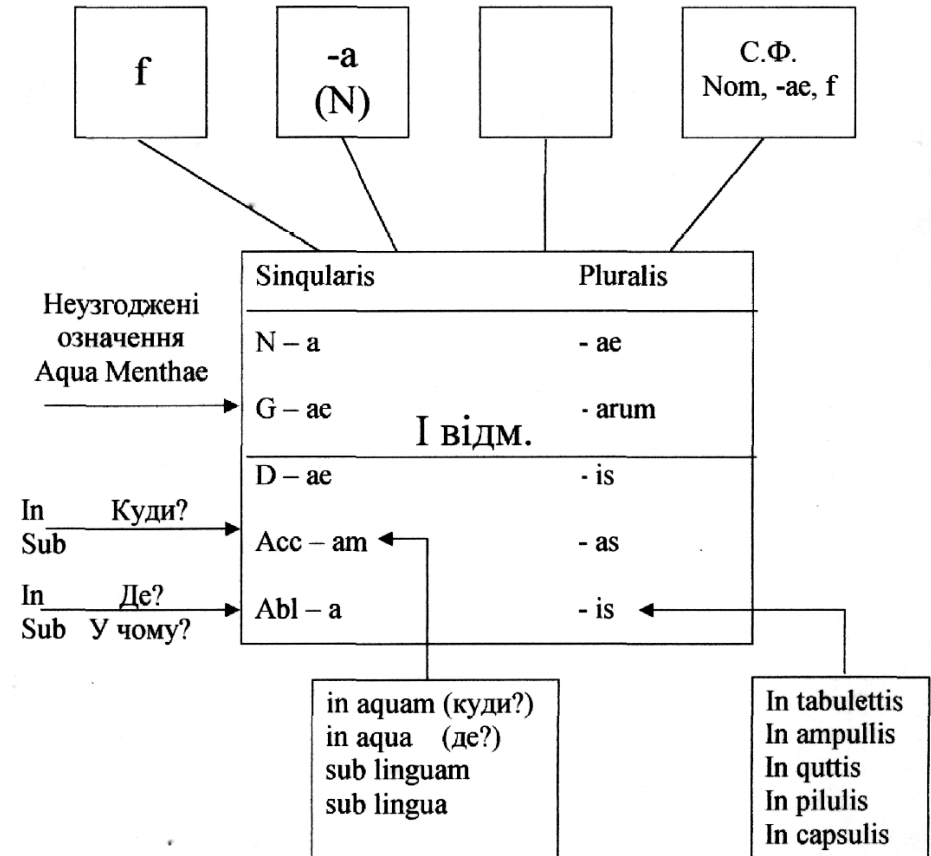 f
-a
(N)
С.Ф.
Nom, -ae, f
Sinqularis Pluralis
Неузгоджені
означення
Aqua Menthae
N – a - ae
G – ae - arum
І відм.
D – ae - is
In Куди?
Sub
Acc – am - as
In Де?
Sub У чому?
Abl – a - is
in aquam (куди?)
in aqua (де?)
sub linguam
sub lingua
In tabulettis
In ampullis
In quttis
In pilulis
In capsulis